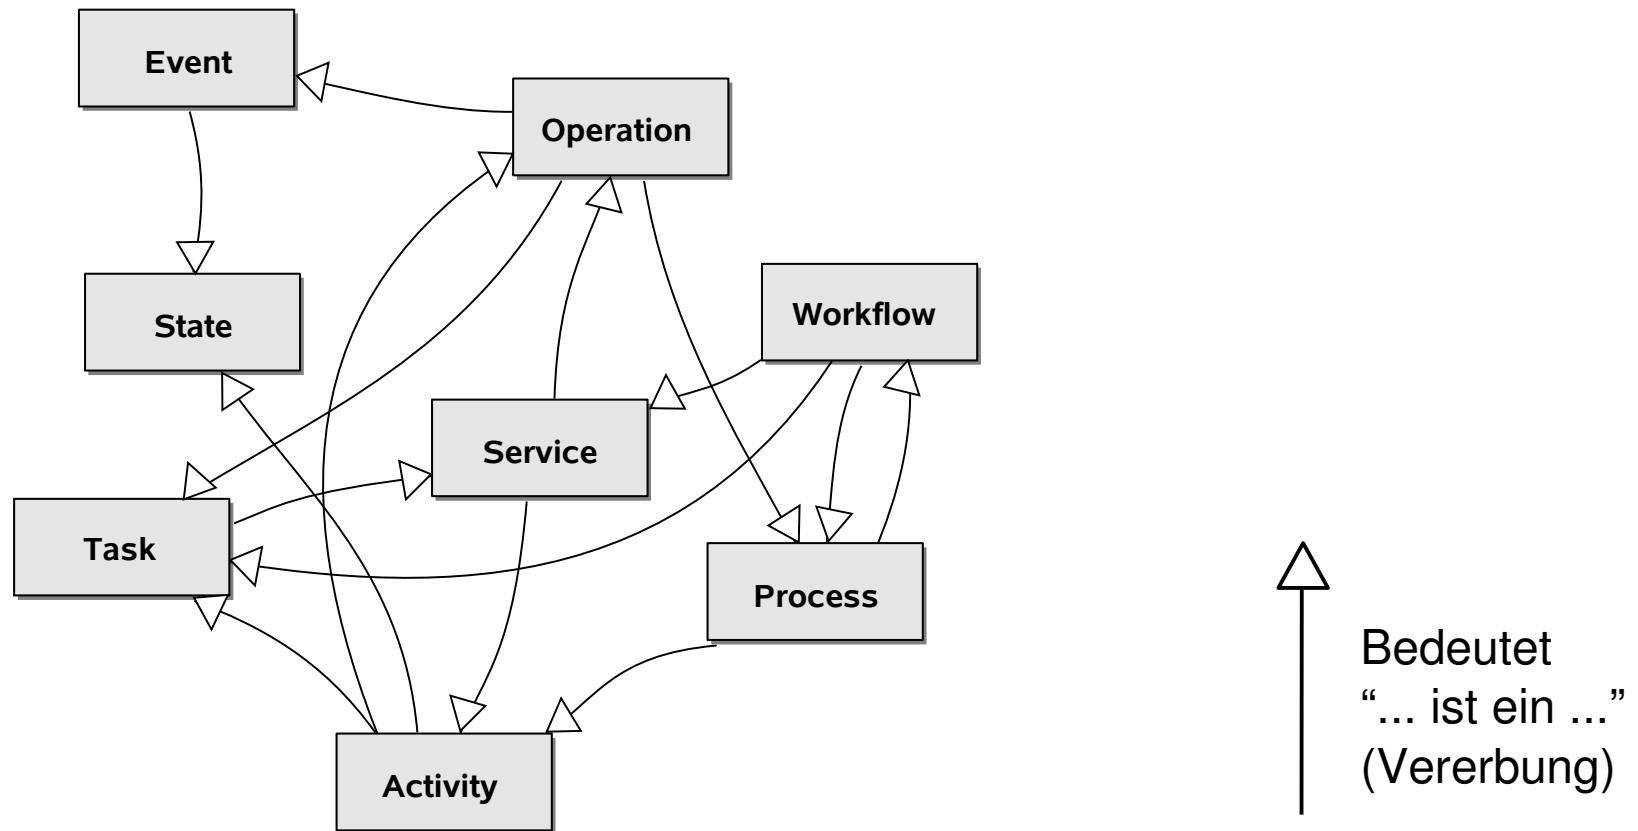 Event
Operation
State
Workflow
Service
Task
Process
Activity
Bedeutet
“... ist ein ...”
(Vererbung)